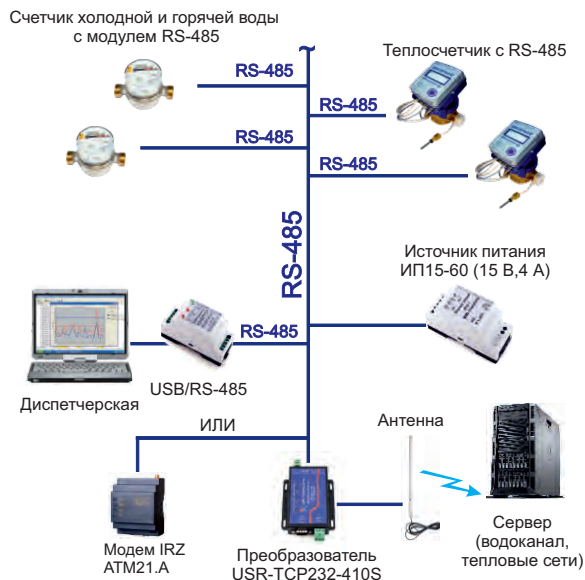 Счетчик холодной и горячей воды
с модулем RS-485
Теплосчетчик с RS-485
RS-485
RS-485
RS-485
RS-485
RS-485
Источник питания
ИП15-60 (15 В,4 А)
RS-485
USB/RS-485
Диспетчерская
ИЛИ
Антенна
Модем IRZ
ATM21.A
Преобразователь
USR-TCP232-410S
Сервер
(водоканал,
тепловые сети)